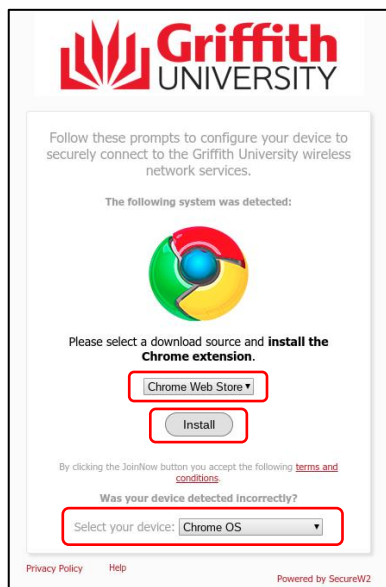 Griffith
UNIVERSITY
Follow these prompts to configure your device to
securely connect to the Griffith University wireless
network services.
The following system was detected:
Please select a download source and install the
Chrome extension.
Chrome Web Store
Install
By clicking the JoinNow button you accept the following terms and
conditions.
Was your device detected incorrectly?
Select your device: Chrome OS
Privacy Policy Help
Powered by SecureW2